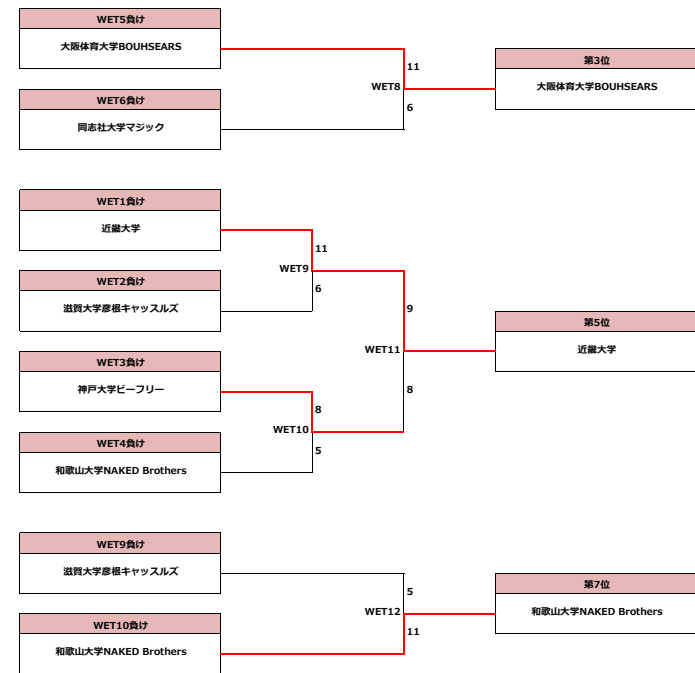 WET5負け
大阪体育大学BOUHSEARS
11
第3位
WET8
大阪体育大学BOUHSEARS
WET6負け
6
同志社大学マジック
WET1負け
近畿大学
11
WET9
WET2負け
6
滋賀大学彦根キャッスルズ
9
第5位
WET11
近畿大学
WET3負け
神戸大学ビーフリー
8
8
WET10
WET4負け
5
和歌山大学NAKED Brothers
WET9負け
滋賀大学彦根キャッスルズ
5
第7位
WET12
和歌山大学NAKED Brothers
WET10負け
11
和歌山大学NAKED Brothers